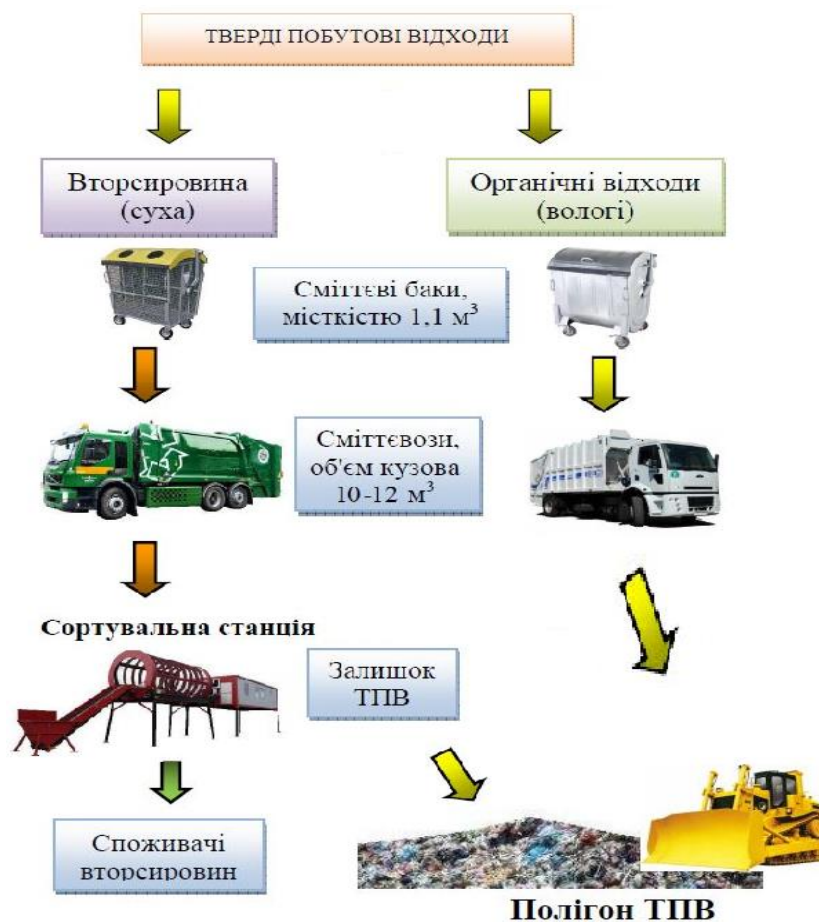 ТВЕРДІ ПОБУТОВІ ВІДХОДИ
Вторсировина
(суха)
Органічні відходи
(вологі)
Сміттєві баки,
місткістю 1,1 м³
Сміттєвози,
об'єм кузова
10-12 м³
Сортувальна станція
Залишок
ТПВ
Споживачі
вторсировин
Полігон ТПВ